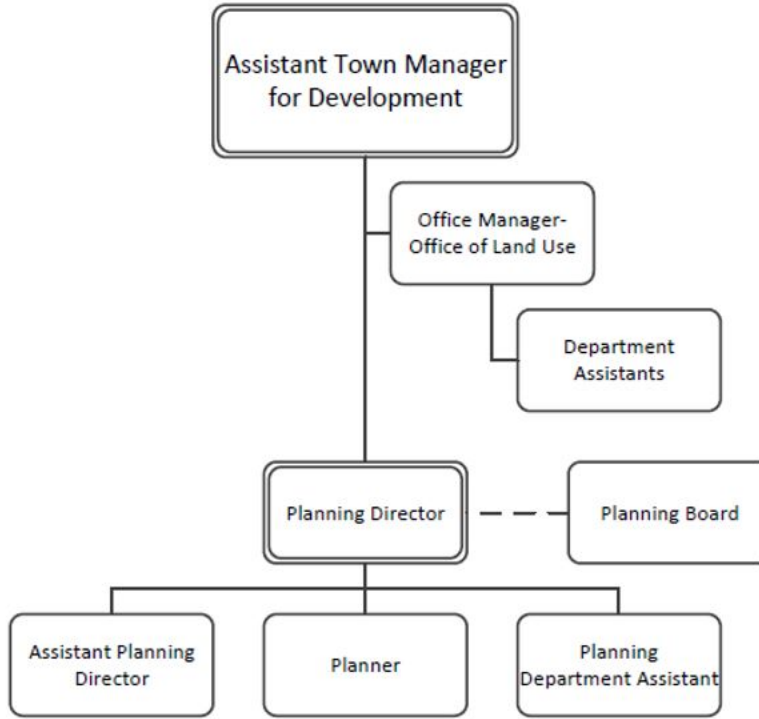 Assistant Town Manager
for Development
Office Manager-
Office of Land Use
Department
Assistants
Planning Director
Planning Board
Assistant Planning
Director
Planner
Planning
Department Assistant